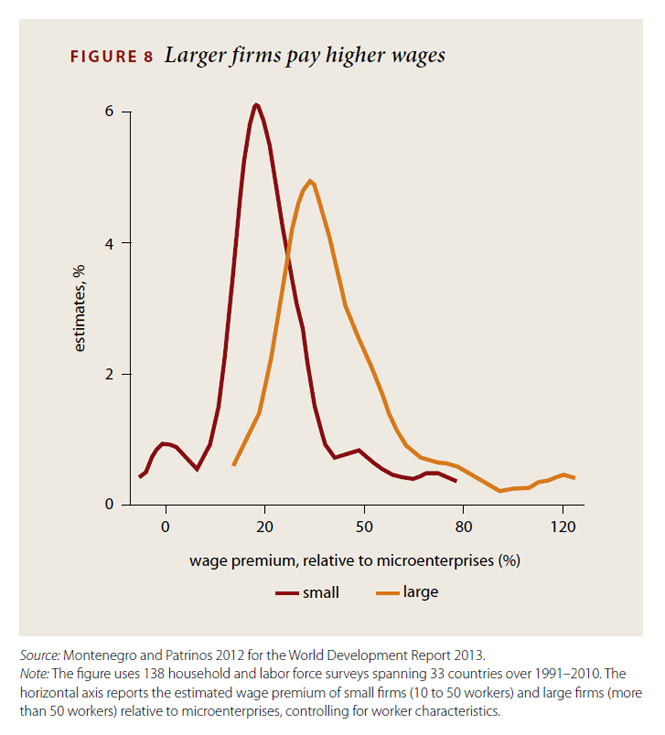 FIGURE 8 Larger firms pay higher wages
6
4
2
0
estimates, %
0 20 50 80 120
wage premium, relative to microenterprises (%)
small large
Source: Montenegro and Patrinos 2012 for the World Development Report 2013.
Note: The figure uses 138 household and labor force surveys spanning 33 countries over 1991–2010. The
horizontal axis reports the estimated wage premium of small firms (10 to 50 workers) and large firms (more
than 50 workers) relative to microenterprises, controlling for worker characteristics.